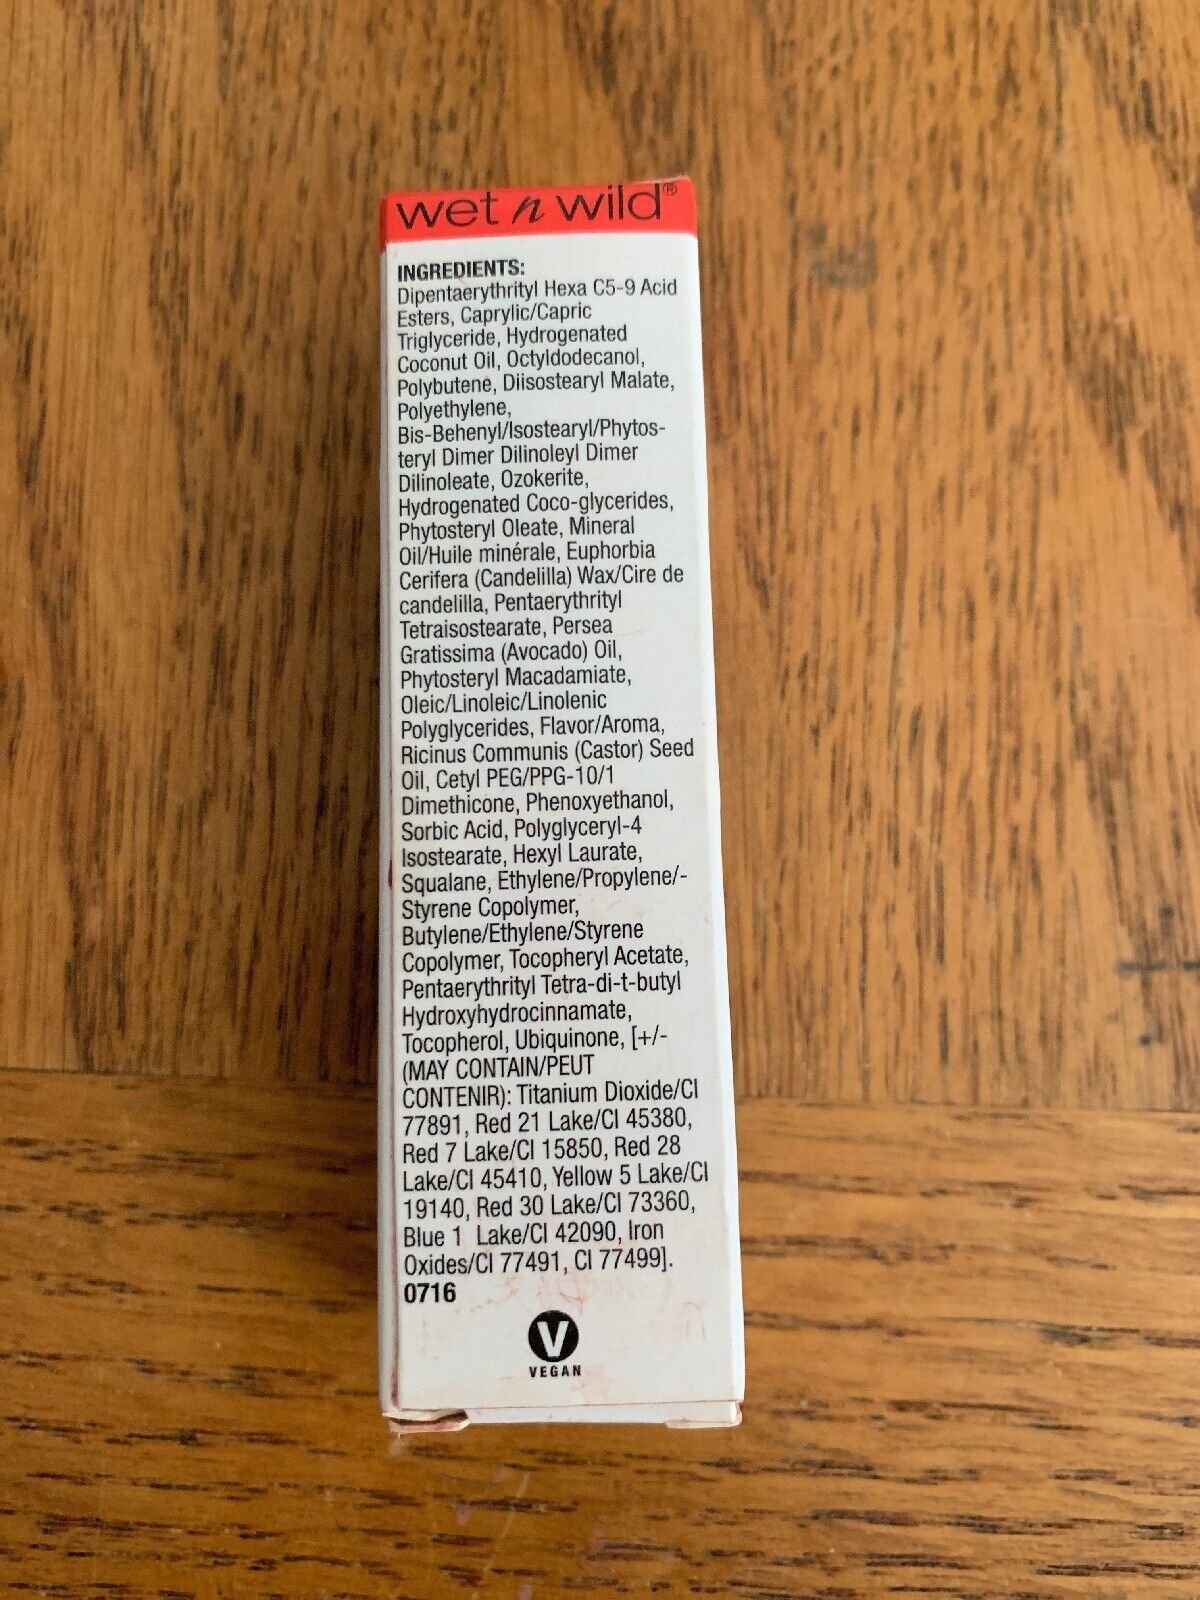 wet n wild®
INGREDIENTS:
Dipentaerythrityl Hexa C5-9 Acid
Esters, Caprylic/Capric
Triglyceride, Hydrogenated
Coconut Oil, Octyldodecanol,
Polybutene, Diisostearyl Malate,
Polyethylene,
Bis-Behenyl/Isostearyl/Phytos-
teryl Dimer Dilinoleyl Dimer
Dilinoleate, Ozokerite,
Hydrogenated Coco-glycerides,
Phytosteryl Oleate, Mineral
Oil/Huile minérale, Euphorbia
Cerifera (Candelilla) Wax/Cire de
candelilla, Pentaerythrityl
Tetraisostearate, Persea
Gratissima (Avocado) Oil,
Phytosteryl Macadamiate,
Oleic/Linoleic/Linolenic
Polyglycerides, Flavor/Aroma,
Ricinus Communis (Castor) Seed
Oil, Cetyl PEG/PPG-10/1
Dimethicone, Phenoxyethanol,
Sorbic Acid, Polyglyceryl-4
Isostearate, Hexyl Laurate,
Squalane, Ethylene/Propylene/-
Styrene Copolymer,
Butylene/Ethylene/Styrene
Copolymer, Tocopheryl Acetate,
Pentaerythrityl Tetra-di-t-butyl
Hydroxyhydrocinnamate,
Tocopherol, Ubiquinone, [+/-
(MAY CONTAIN/PEUT
CONTENIR): Titanium Dioxide/CI
77891, Red 21 Lake/CI 45380,
Red 7 Lake/CI 15850, Red 28
Lake/CI 45410, Yellow 5 Lake/CI
19140, Red 30 Lake/CI 73360,
Blue 1 Lake/CI 42090, Iron
Oxides/CI 77491, CI 77499].
0716
V
VEGAN